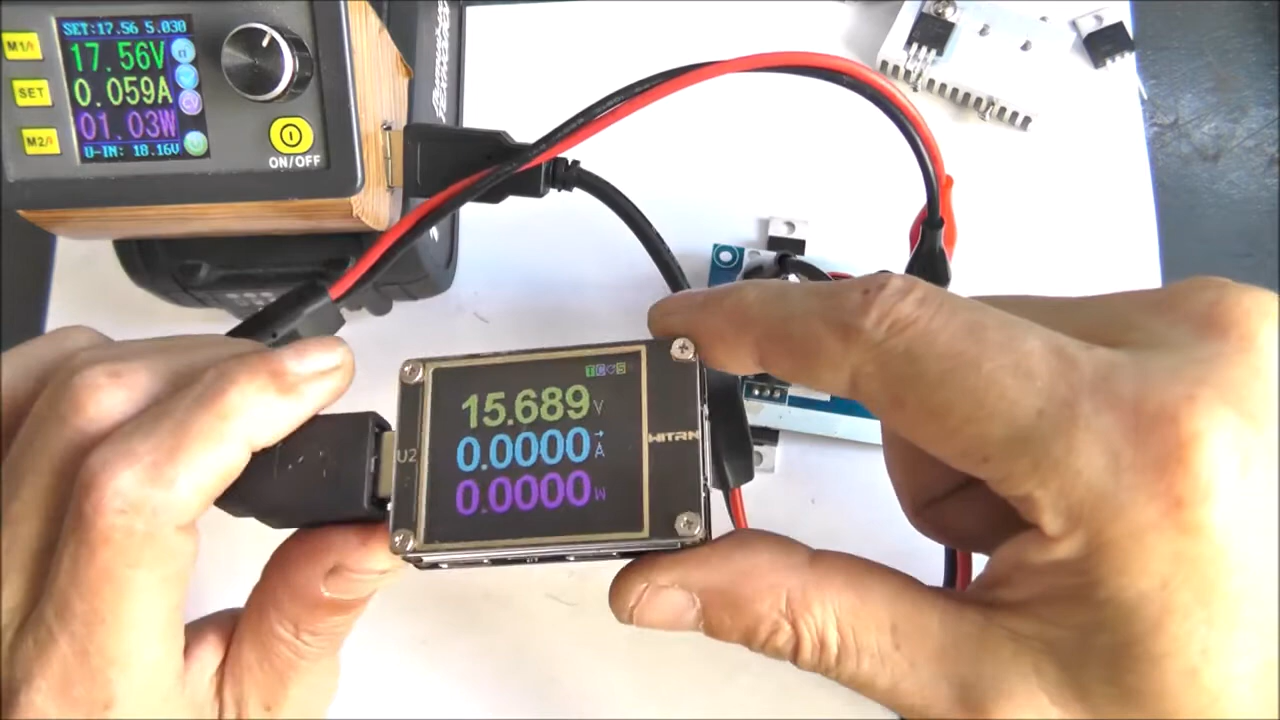 SET:17.56 5.030
M1/↑
17.56V
SET
0.059A
CV
M2/↓
01.03W
U-IN: 18.16V
ON/OFF
15.689 V
U2
0.0000 A
WITRN
0.0000 W